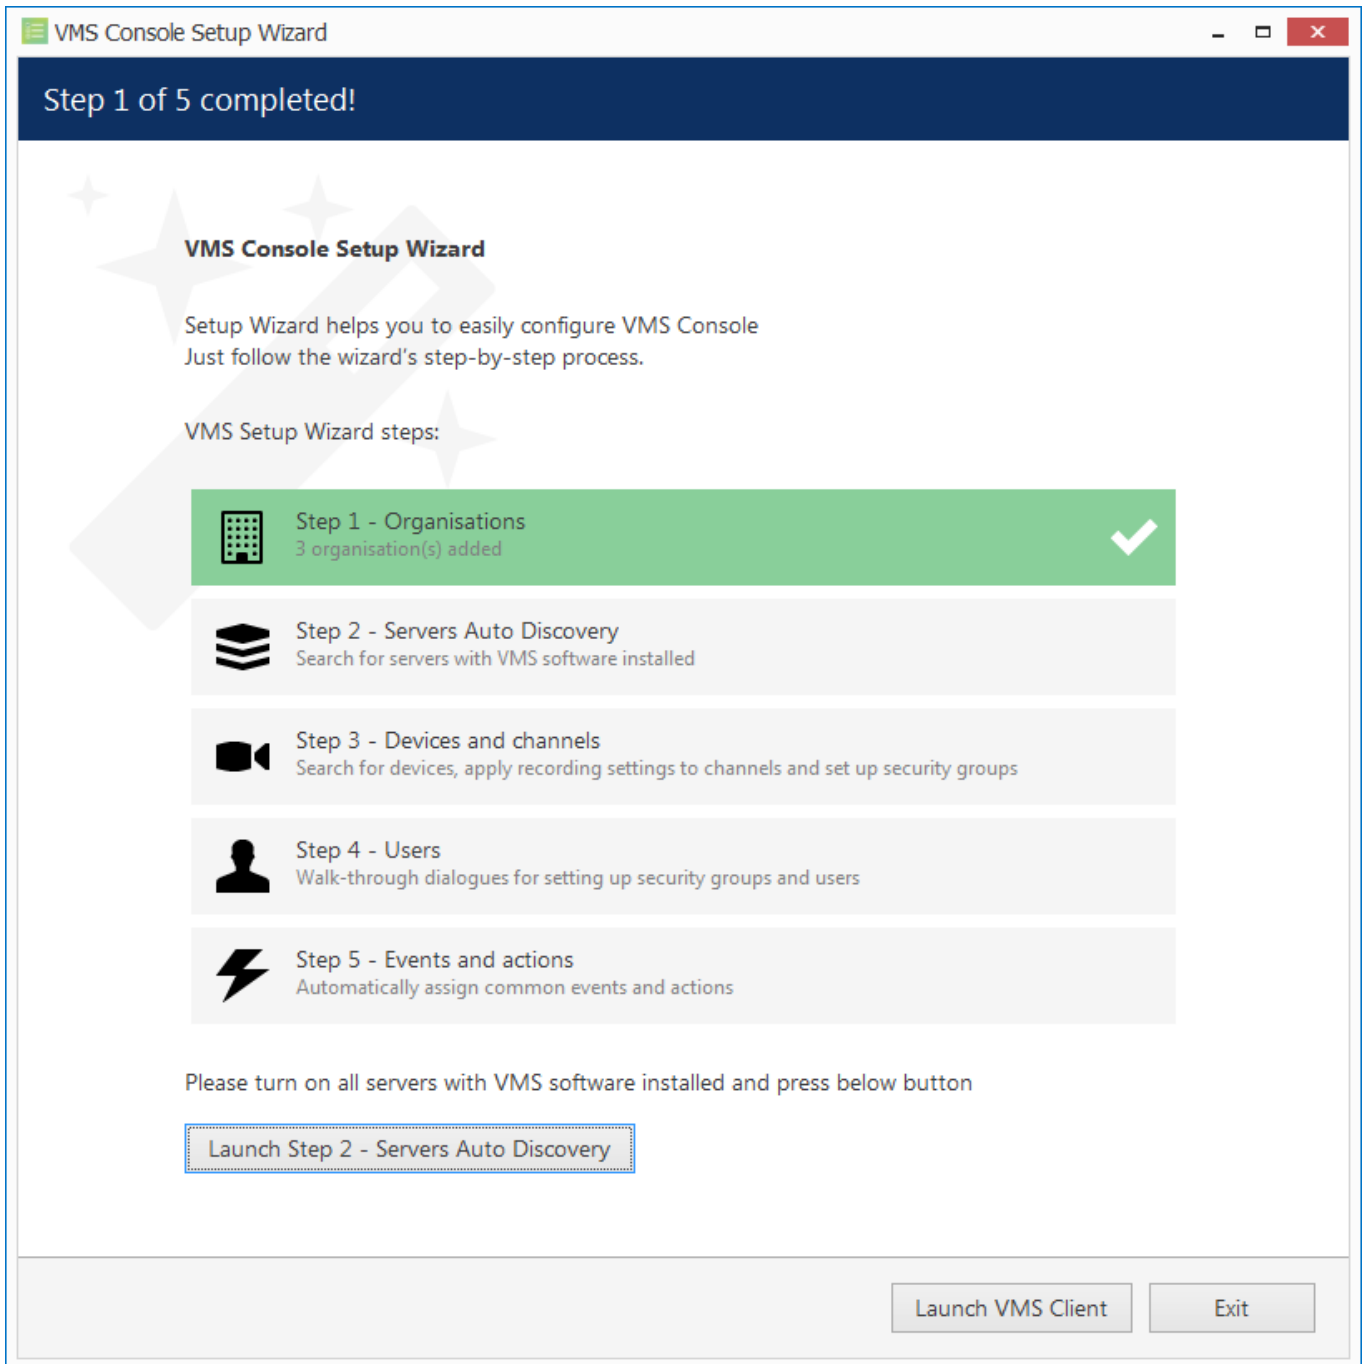 VMS Console Setup Wizard
Step 1 of 5 completed!
VMS Console Setup Wizard
Setup Wizard helps you to easily configure VMS Console
Just follow the wizard's step-by-step process.
VMS Setup Wizard steps:
Step 1 - Organisations
3 organisation(s) added
Step 2 - Servers Auto Discovery
Search for servers with VMS software installed
Step 3 - Devices and channels
Search for devices, apply recording settings to channels and set up security groups
Step 4 - Users
Walk-through dialogues for setting up security groups and users
Step 5 - Events and actions
Automatically assign common events and actions
Please turn on all servers with VMS software installed and press below button
Launch Step 2 - Servers Auto Discovery
Launch VMS Client
Exit